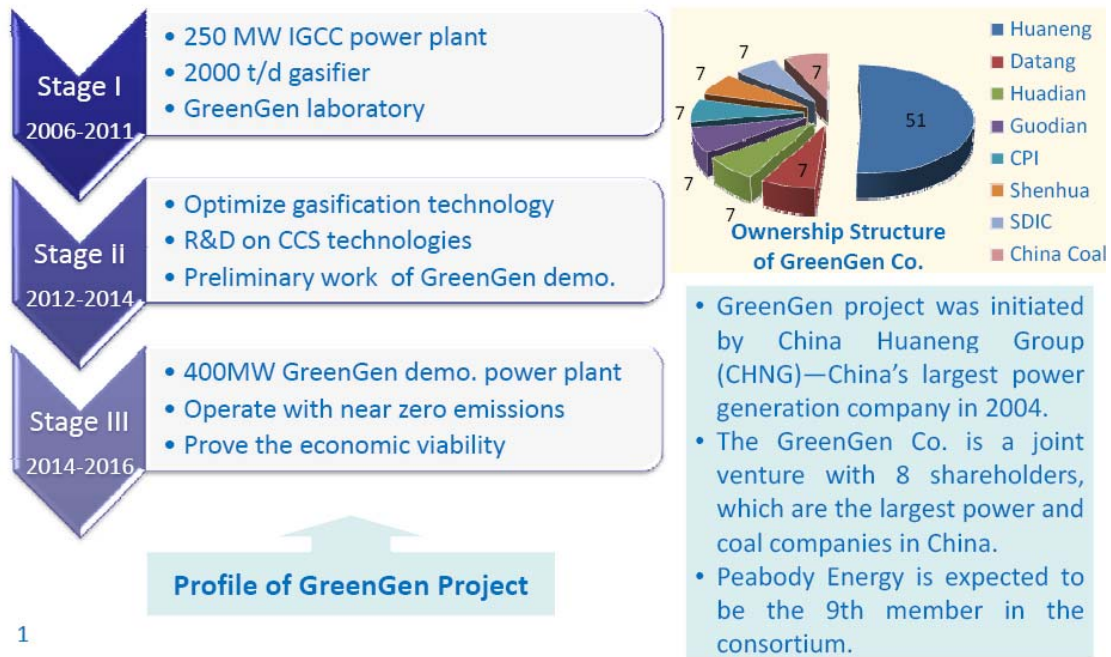 Stage I
2006-2011
• 250 MW IGCC power plant
• 2000 t/d gasifier
• GreenGen laboratory
Stage ii
2012-2014
• Optimize gasification technology
• R&D on CCS technologies
• Preliminary work of GreenGen demo.
Stage III
2014-2016
• 400MW GreenGen demo. power plant
• Operate with near zero emissions
• Prove the economic viability
Profile of GreenGen Project
1
7
7
7
7
7
7
7
51
Huaneng
Datang
Huadian
Guodian
CPI
Shenhua
SDIC
China Coal
Ownership Structure
of GreenGen Co.
• GreenGen project was initiated
by China Huaneng Group
(CHNG)—China's largest power
generation company in 2004.
• The GreenGen Co. is a joint
venture with 8 shareholders,
which are the largest power and
coal companies in China.
• Peabody Energy is expected to
be the 9th member in the
consortium.